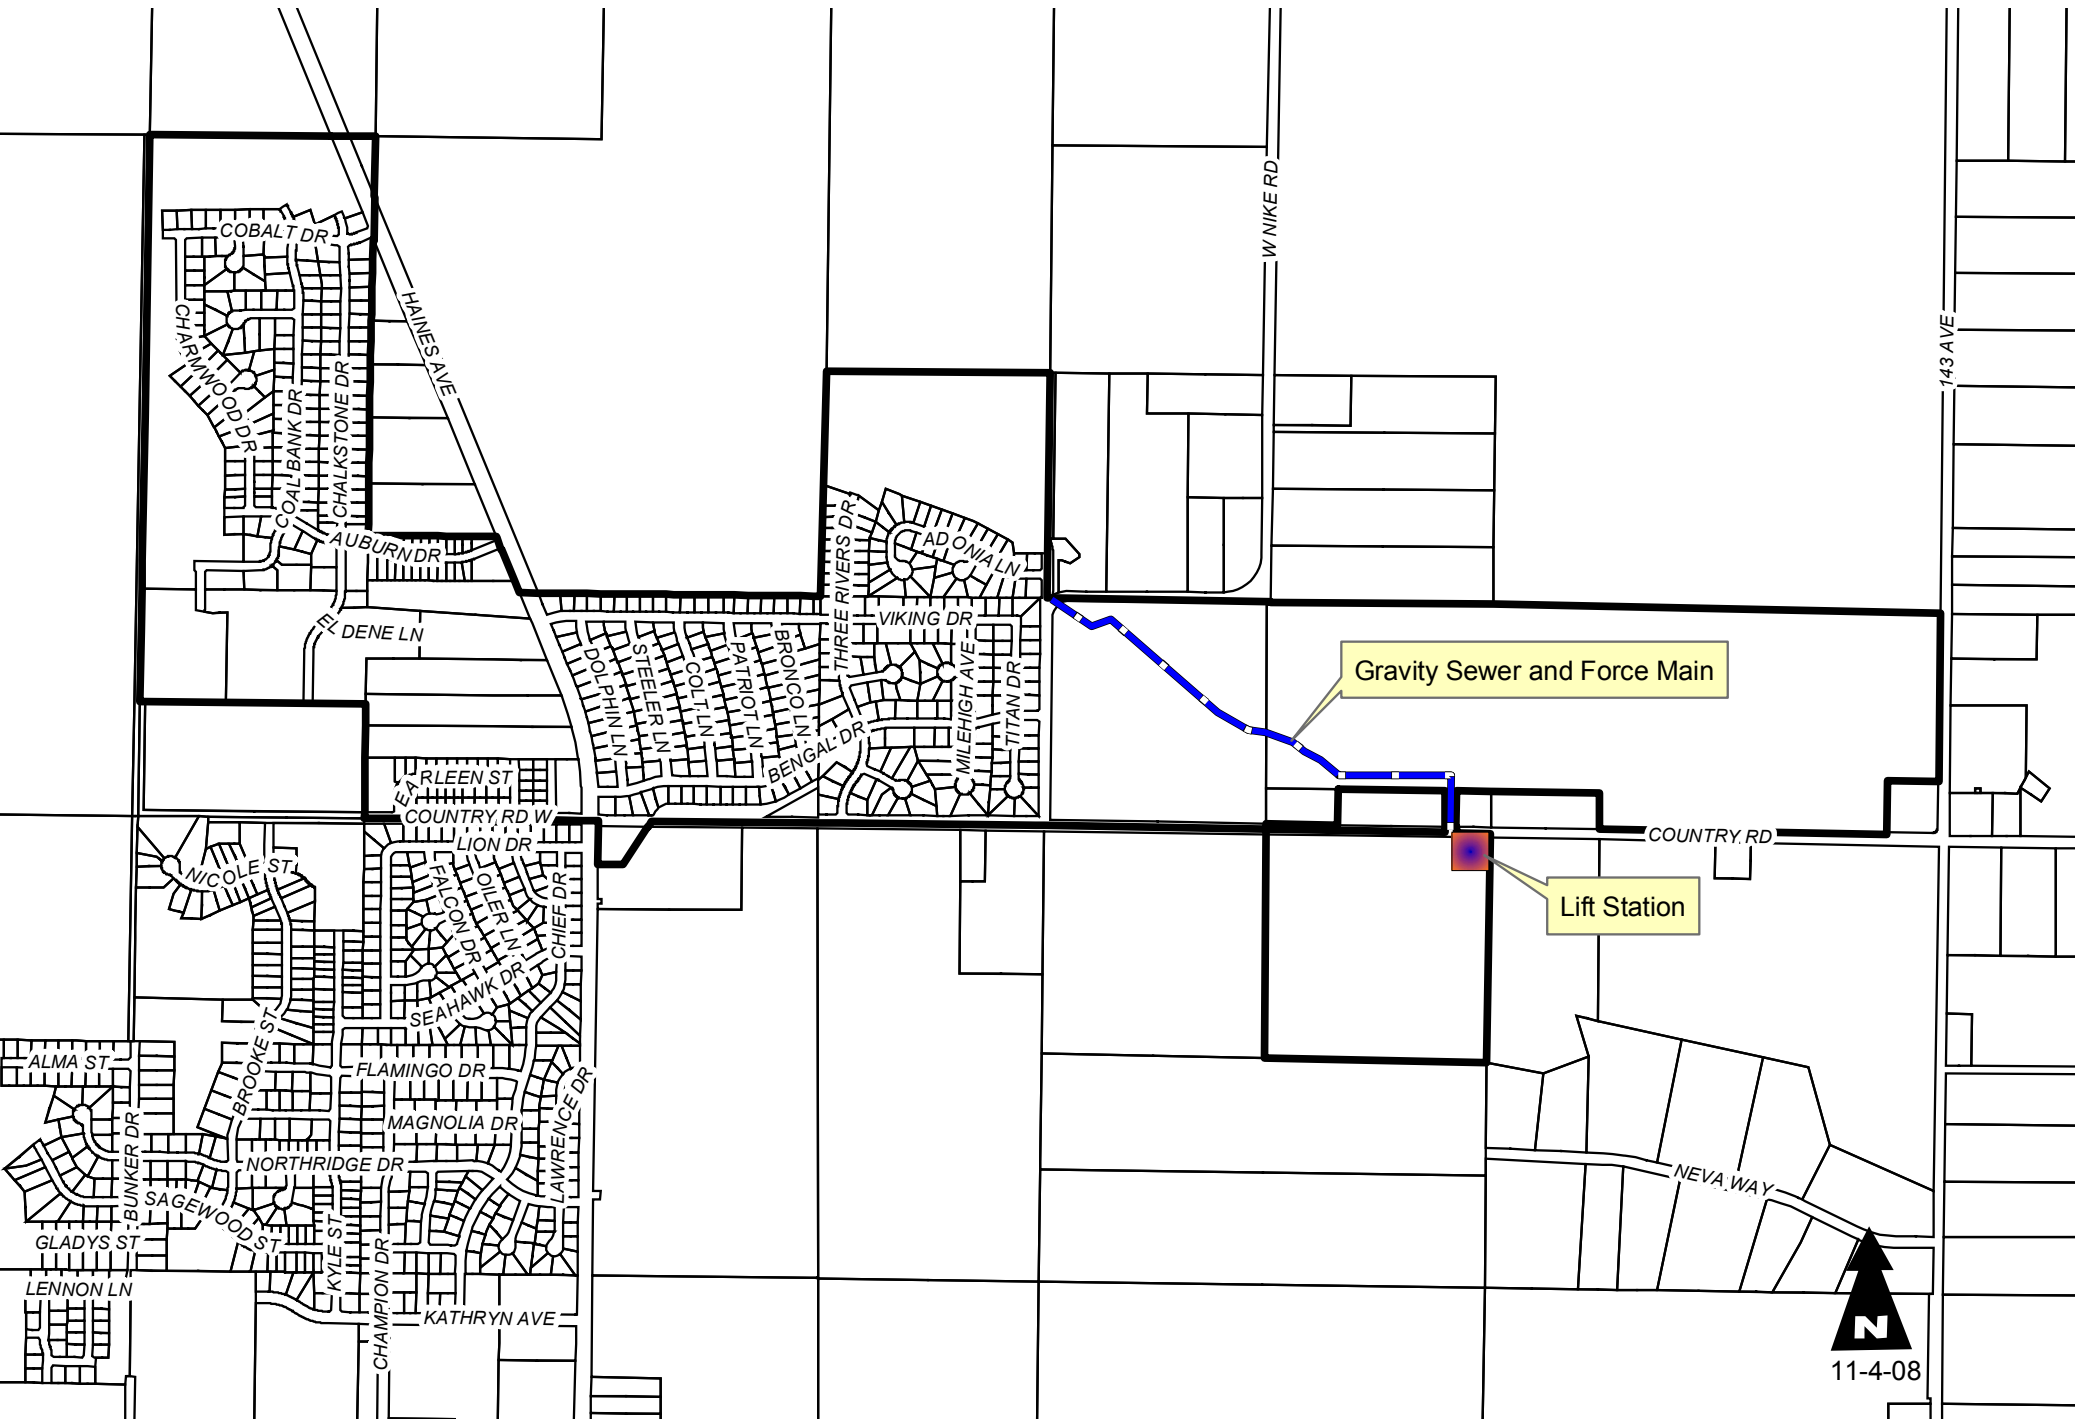 W NIKE RD
COBALT DR
HAINES AVE
CHARMWOOD DR
143 AVE
CHALKSTONE DR
COAL BANK DR
THREE RIVERS DR
AUBURN DR
ADONIA LN
VIKING DR
EL DENE LN
DOLPHIN LN
STEELER LN
COLT LN
PATRIOT LN
BRONCO LN
MILEHIGH AVE
TITAN DR
Gravity Sewer and Force Main
BENGAL DR
EARLEEN ST
COUNTRY RD W
COUNTRY RD
LION DR
NICOLE ST
FALCON DR
OILER LN
CHIEF DR
Lift Station
SEAHAWK DR
BROOKE ST
ALMA ST
FLAMINGO DR
LAWRENCE DR
MAGNOLIA DR
BUNKER DR
NORTHRIDGE DR
NEVA WAY
SAGEWOOD ST
GLADYS ST
KYLE ST
CHAMPION DR
LENNON LN
KATHRYN AVE
N
11-4-08